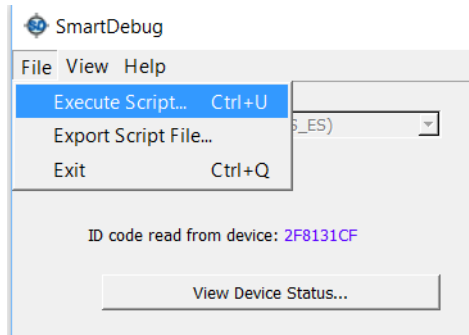 SmartDebug
File View Help
Execute Script... Ctrl+U
Export Script File...
S_ES)
Exit Ctrl+Q
ID code read from device: 2F8131CF
View Device Status...